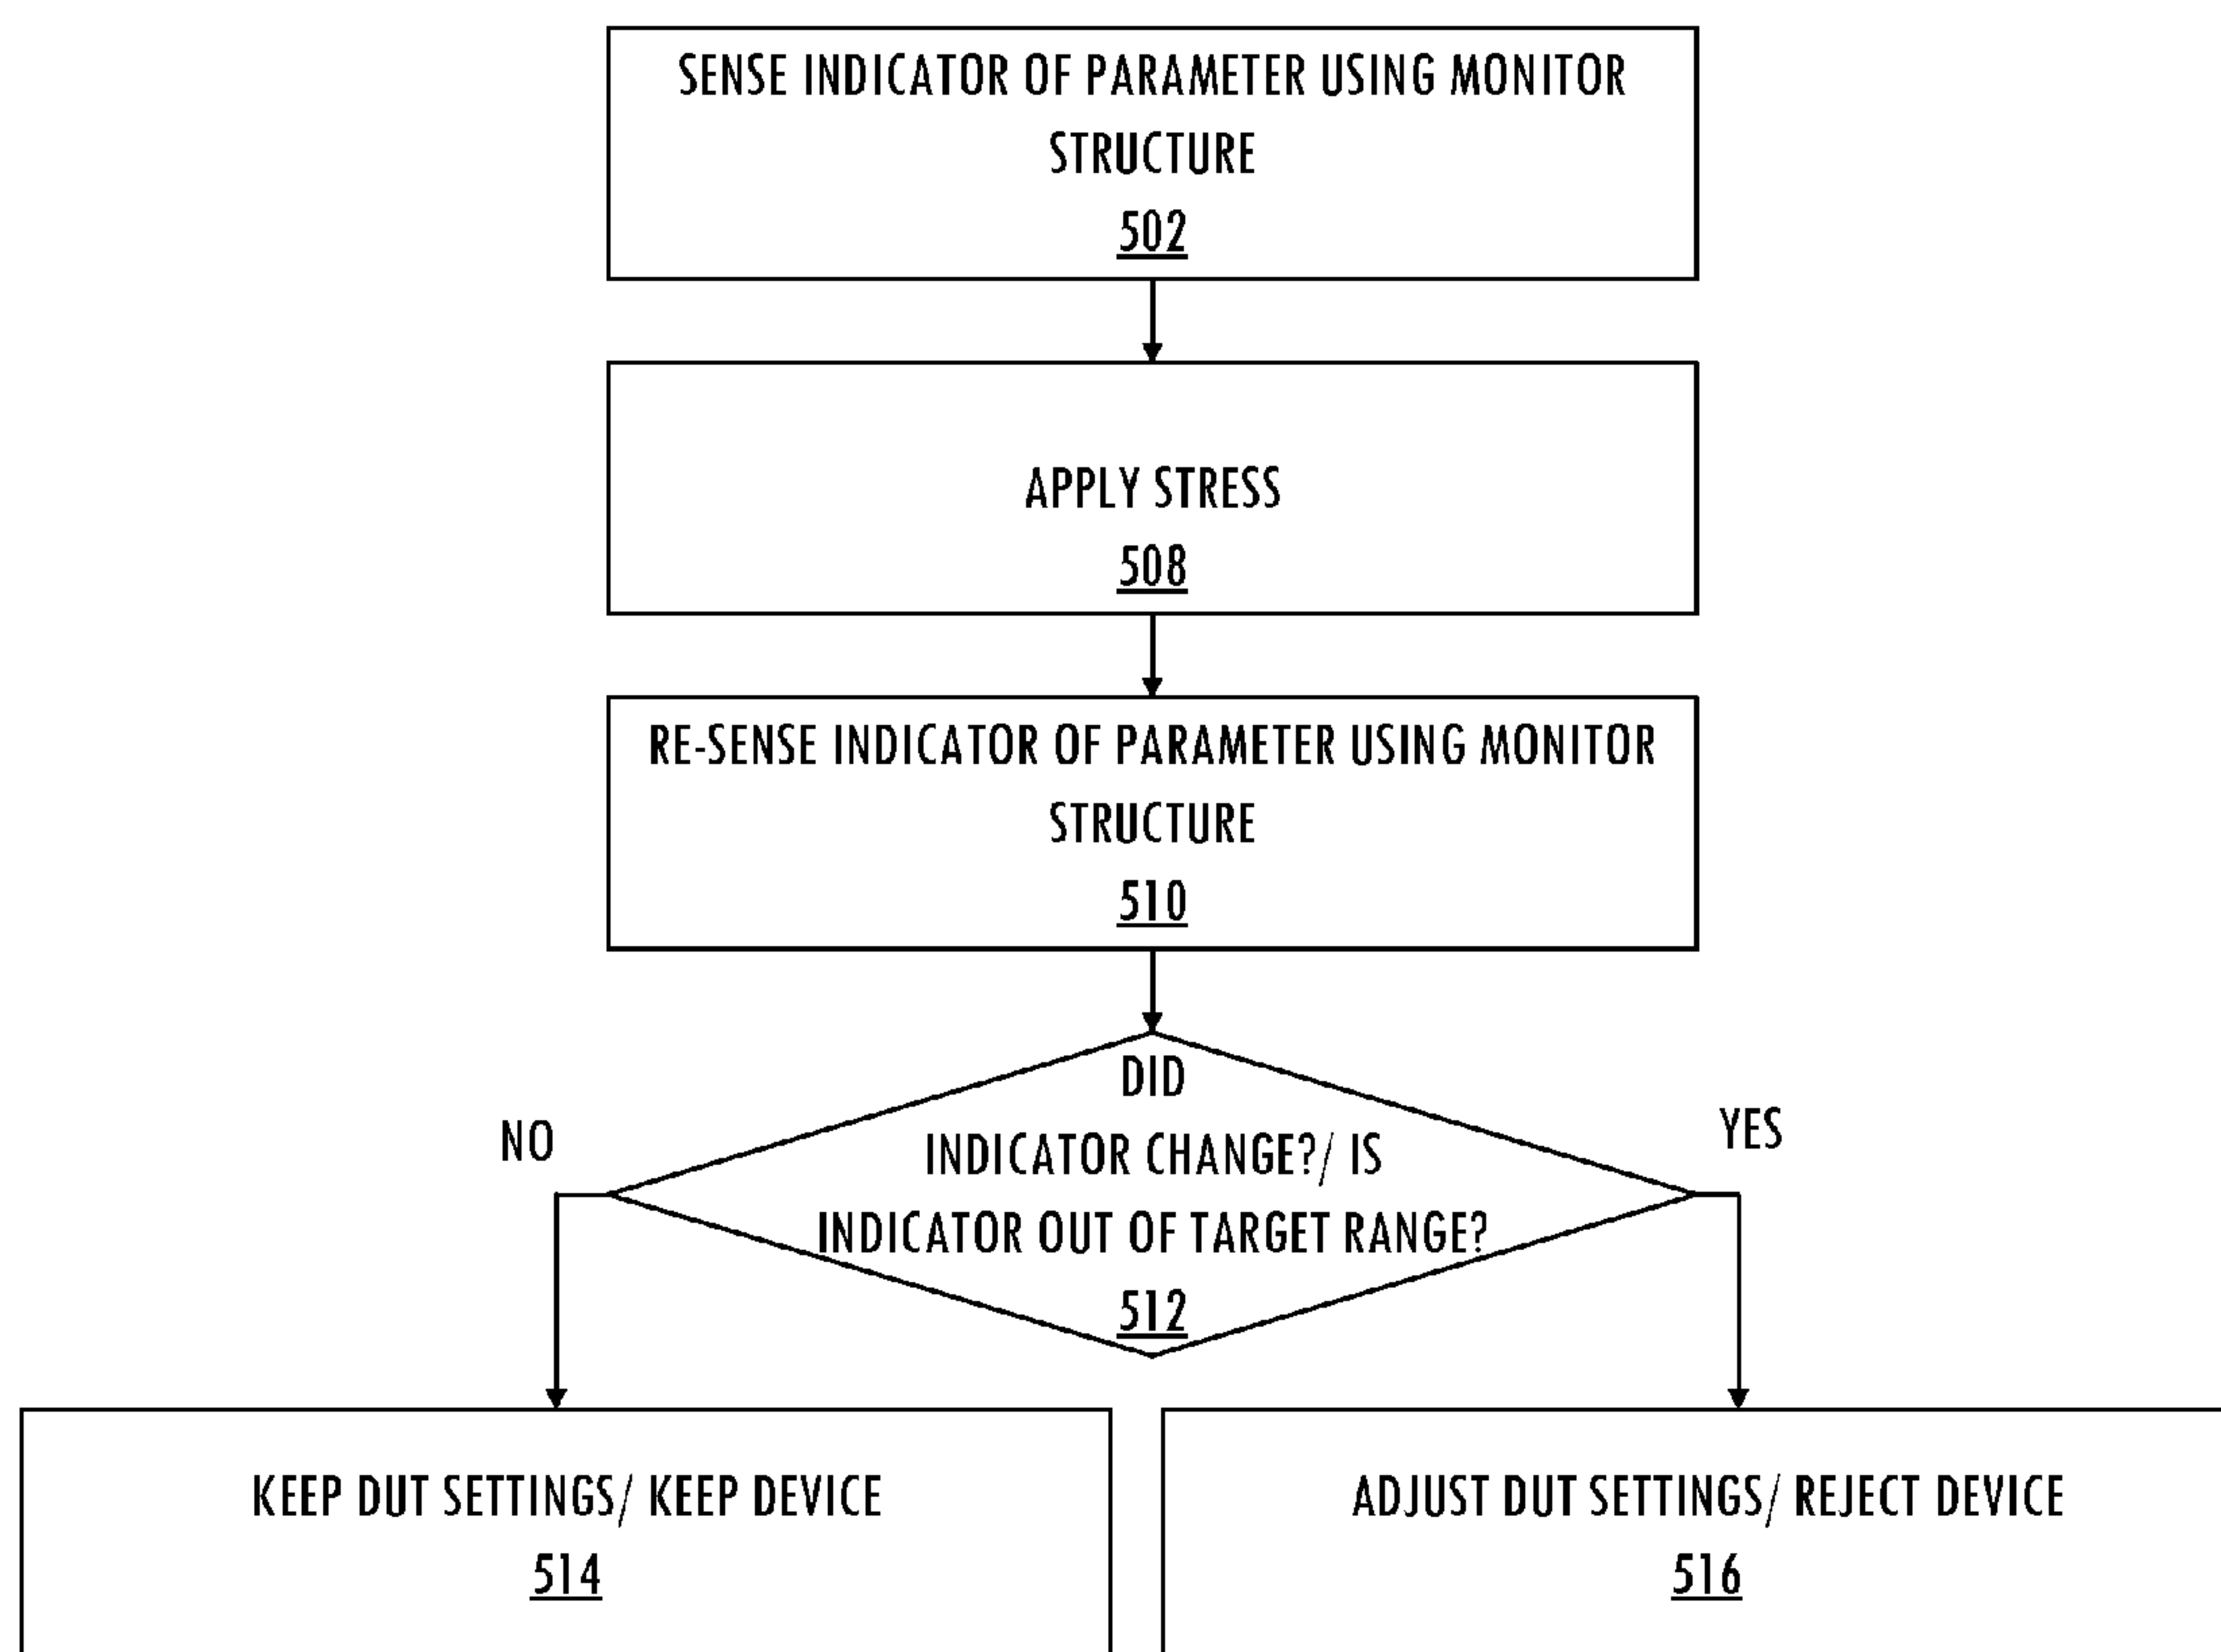 SENSE INDICATOR OF PARAMETER USING MONITOR
STRUCTURE
502
APPLY STRESS
508
RE-SENSE INDICATOR OF PARAMETER USING MONITOR
STRUCTURE
510
DID
INDICATOR CHANGE?/ IS
INDICATOR OUT OF TARGET RANGE?
512
NO
YES
KEEP DUT SETTINGS/ KEEP DEVICE
514
ADJUST DUT SETTINGS/ REJECT DEVICE
516